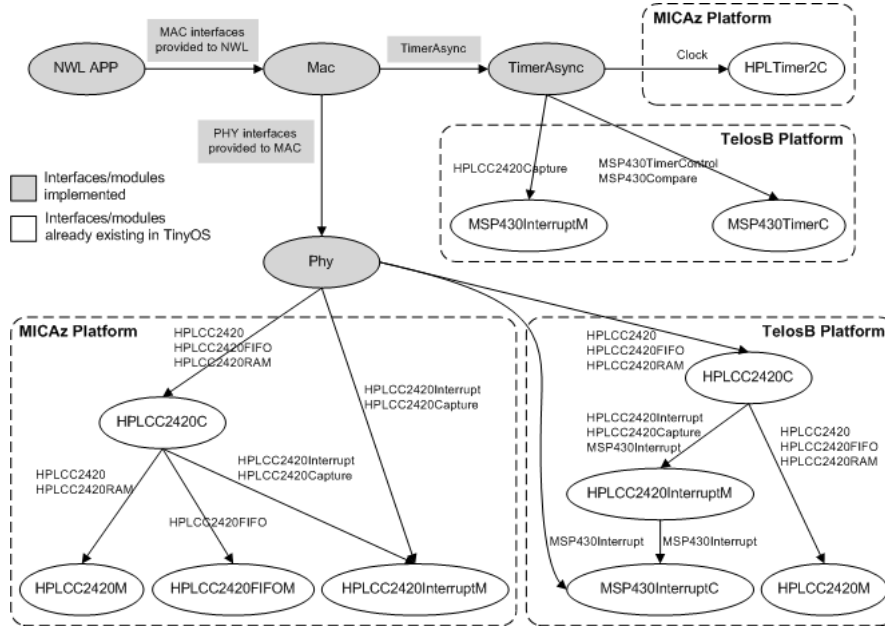 MICAz Platform
MAC interfaces
provided to NWL
TimerAsync
NWL APP
Mac
TimerAsync
Clock
HPLTimer2C
TelosB Platform
PHY interfaces
provided to MAC
HPLCC2420Capture
MSP430TimerControl
MSP430Compare
Interfaces/modules
implemented
Interfaces/modules
already existing in TinyOS
MSP430InterruptM
MSP430TimerC
Phy
MICAz Platform
HPLCC2420
HPLCC2420FIFO
HPLCC2420RAM
TelosB Platform
HPLCC2420
HPLCC2420FIFO
HPLCC2420RAM
HPLCC2420C
HPLCC2420Interrupt
HPLCC2420Capture
HPLCC2420C
HPLCC2420Interrupt
HPLCC2420Capture
MSP430Interrupt
HPLCC2420
HPLCC2420FIFO
HPLCC2420RAM
HPLCC2420
HPLCC2420RAM
HPLCC2420Interrupt
HPLCC2420Capture
HPLCC2420InterruptM
HPLCC2420FIFO
MSP430Interrupt
MSP430Interrupt
HPLCC2420M
HPLCC2420FIFOM
HPLCC2420InterruptM
MSP430InterruptC
HPLCC2420M